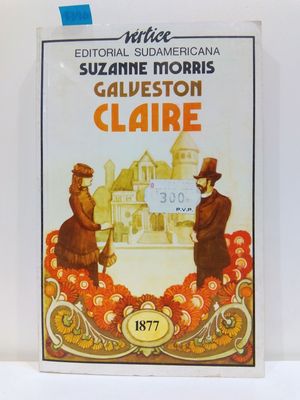 vértice
EDITORIAL SUDAMERICANA
SUZANNE MORRIS
GALVESTON
CLAIRE
300
P.V.P.
1877